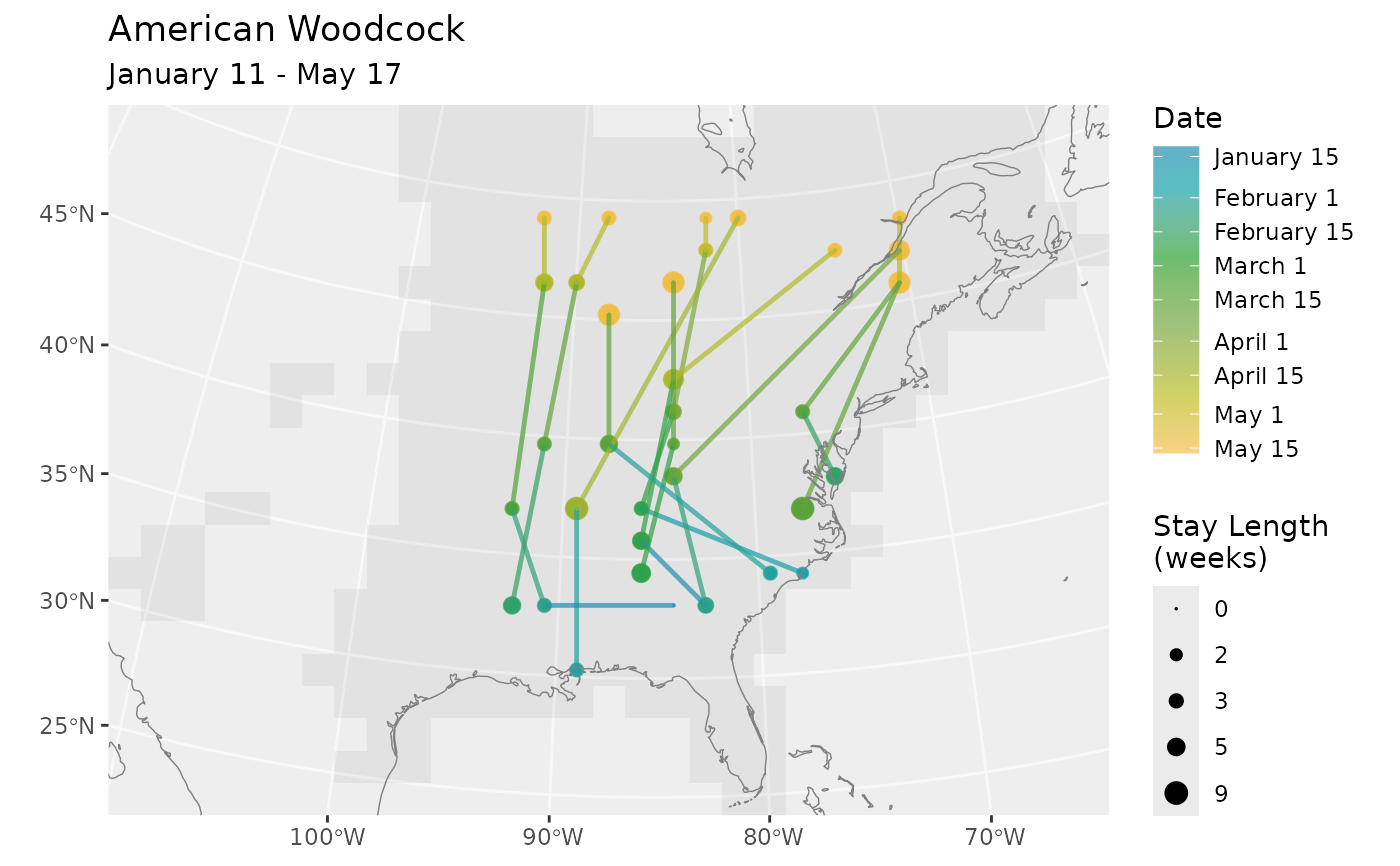 American Woodcock
January 11 - May 17
45°N
40°N
35°N
30°N
25°N
100°W
90°W
80°W
70°W
Date
January 15
February 1
February 15
March 1
March 15
April 1
April 15
May 1
May 15
Stay Length
(weeks)
0
2
3
5
9